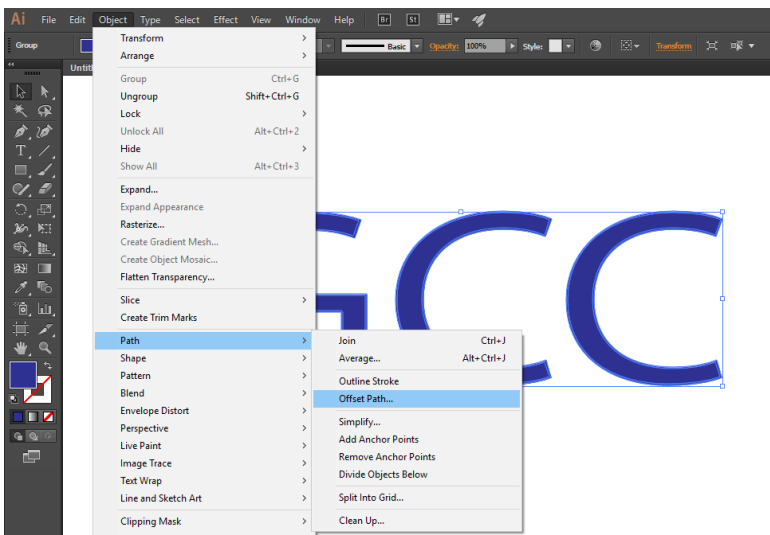 Ai File Edit Object Type Select Effect View Window Help Br St
Group Basic Opacity: 100% Style: Transform
Untitl
Transform
Arrange
Group Ctrl+G
Ungroup Shift+Ctrl+G
Lock
Unlock All Alt+Ctrl+2
Hide
Show All Alt+Ctrl+3
Expand...
Expand Appearance
Rasterize...
Create Gradient Mesh...
Create Object Mosaic...
Flatten Transparency...
Slice
Create Trim Marks
Path
Shape
Pattern
Blend
Envelope Distort
Perspective
Live Paint
Image Trace
Text Wrap
Line and Sketch Art
Clipping Mask
Join Ctrl+J
Average... Alt+Ctrl+J
Outline Stroke
Offset Path...
Simplify...
Add Anchor Points
Remove Anchor Points
Divide Objects Below
Split Into Grid...
Clean Up...
GCC